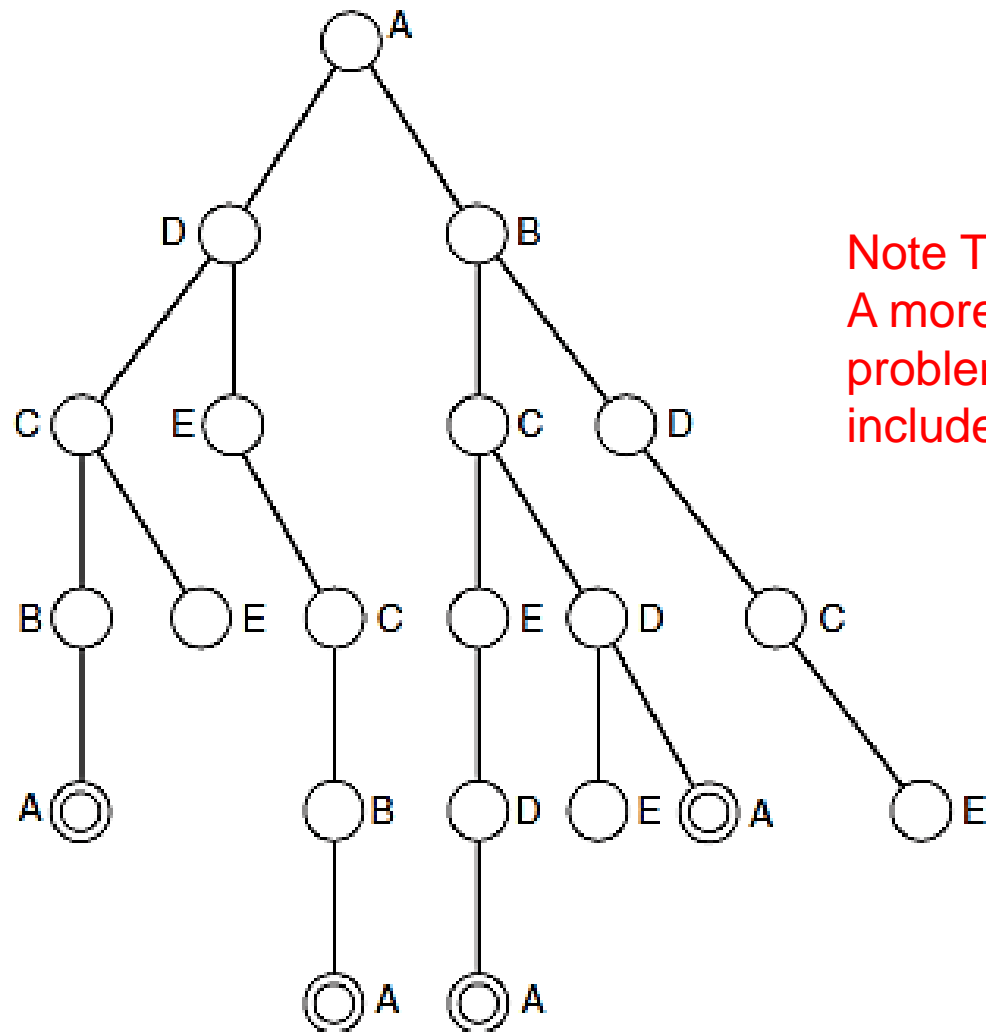 A
D B
Note T
A more
problem
include
C E C D
B E C E D C
A B D E A E
A A